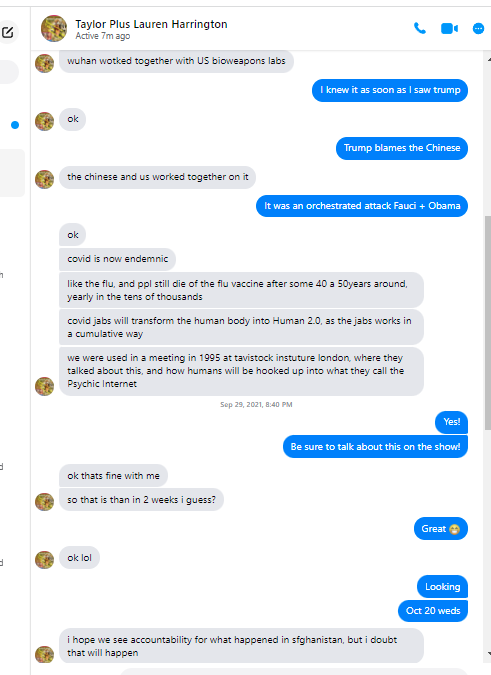 Taylor Plus Lauren Harrington
Active 7m ago
wuhan wotked together with US bioweapons labs
I knew it as soon as I saw trump
ok
Trump blames the Chinese
the chinese and us worked together on it
It was an orchestrated attack Fauci + Obama
ok
covid is now endemnic
like the flu, and ppl still die of the flu vaccine after some 40 a 50years around,
yearly in the tens of thousands
covid jabs will transform the human body into Human 2.0, as the jabs works in
a cumulative way
we were used in a meeting in 1995 at tavistock instuture london, where they
talked about this, and how humans will be hooked up into what they call the
Psychic Internet
Sep 29, 2021, 8:40 PM
Yes!
Be sure to talk about this on the show!
ok thats fine with me
so that is than in 2 weeks i guess?
Great 😁
ok lol
Looking
Oct 20 weds
i hope we see accountability for what happened in sfghanistan, but i doubt
that will happen